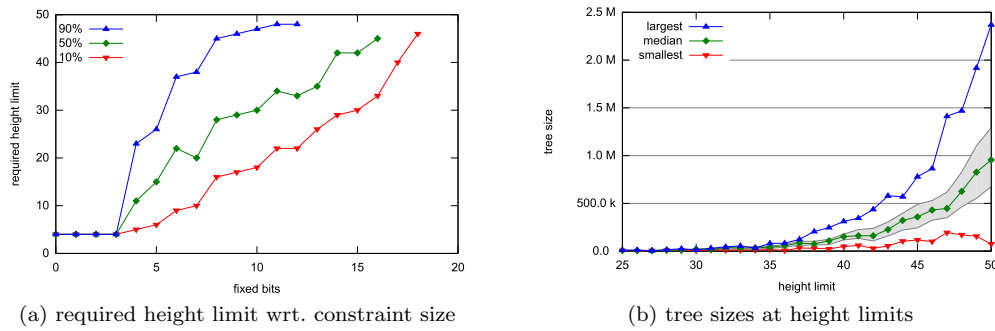 90%
50%
10%
50
40
30
20
10
0
0 5 10 15 20
required height limit
fixed bits
(a) required height limit wrt. constraint size
largest
median
smallest
2.5 M
2.0 M
1.5 M
1.0 M
500.0 k
0.0
25 30 35 40 45 50
tree size
height limit
(b) tree sizes at height limits